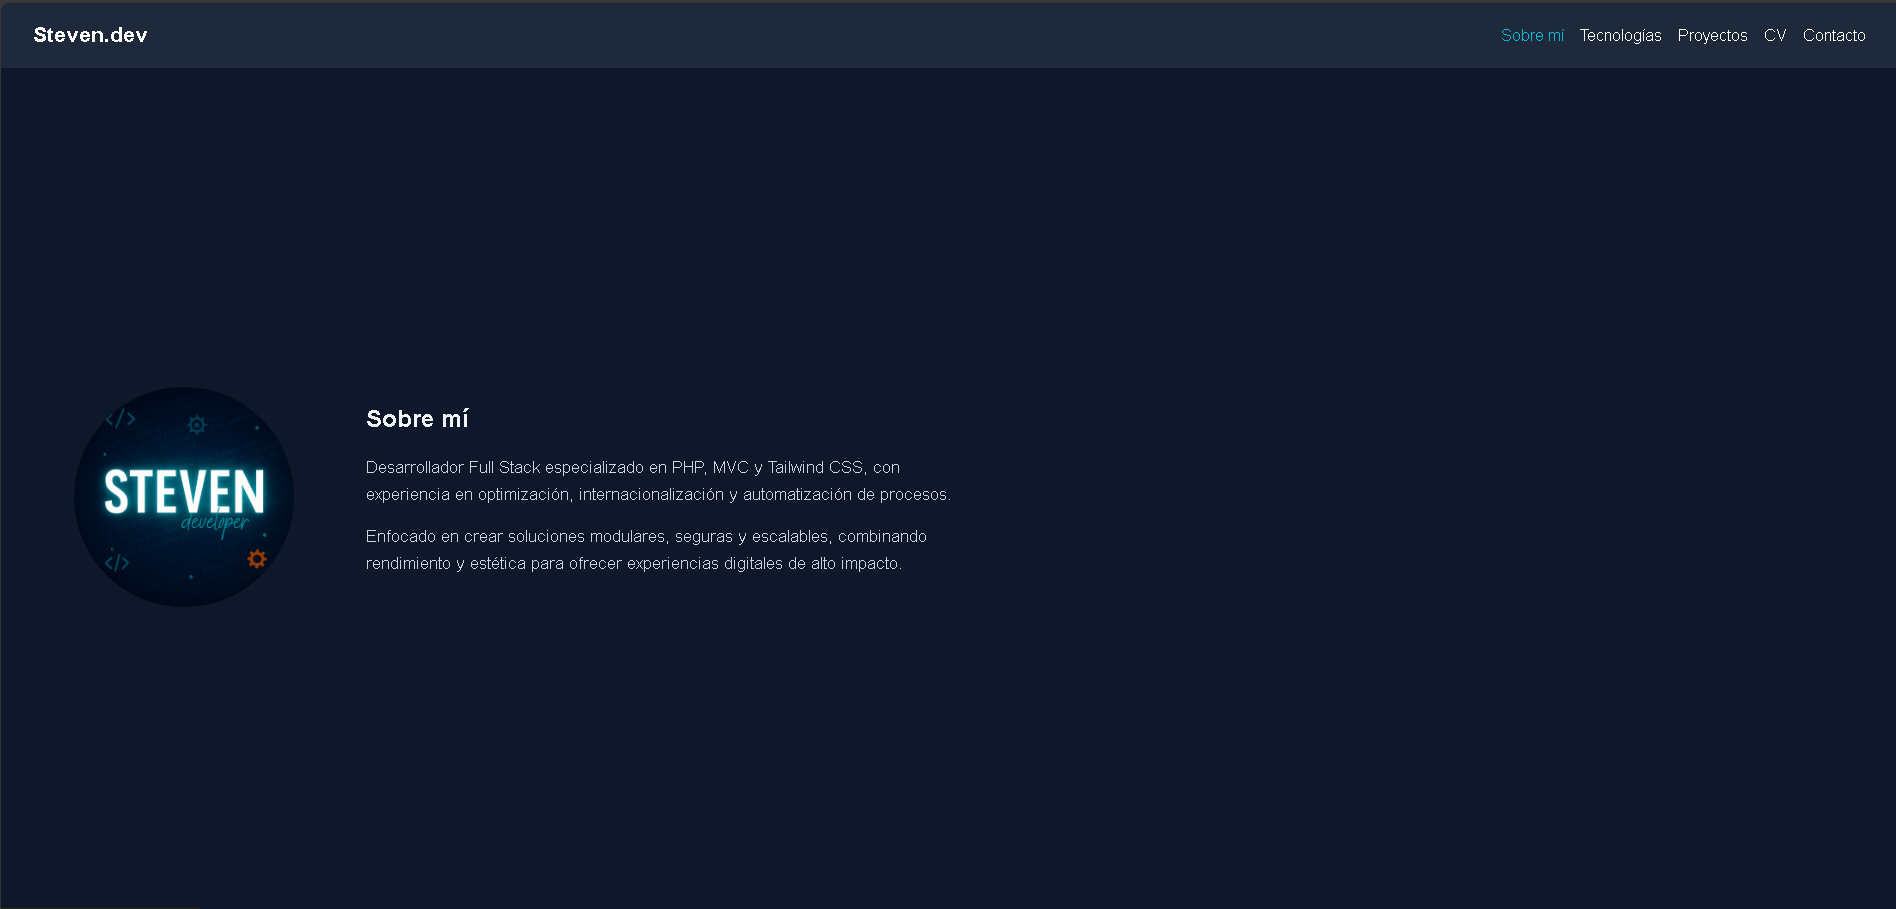 Steven.dev
Sobre mí Tecnologías Proyectos CV Contacto
</>
STEVEN
developer
</>
Sobre mí
Desarrollador Full Stack especializado en PHP, MVC y Tailwind CSS, con
experiencia en optimización, internacionalización y automatización de procesos.
Enfocado en crear soluciones modulares, seguras y escalables, combinando
rendimiento y estética para ofrecer experiencias digitales de alto impacto.